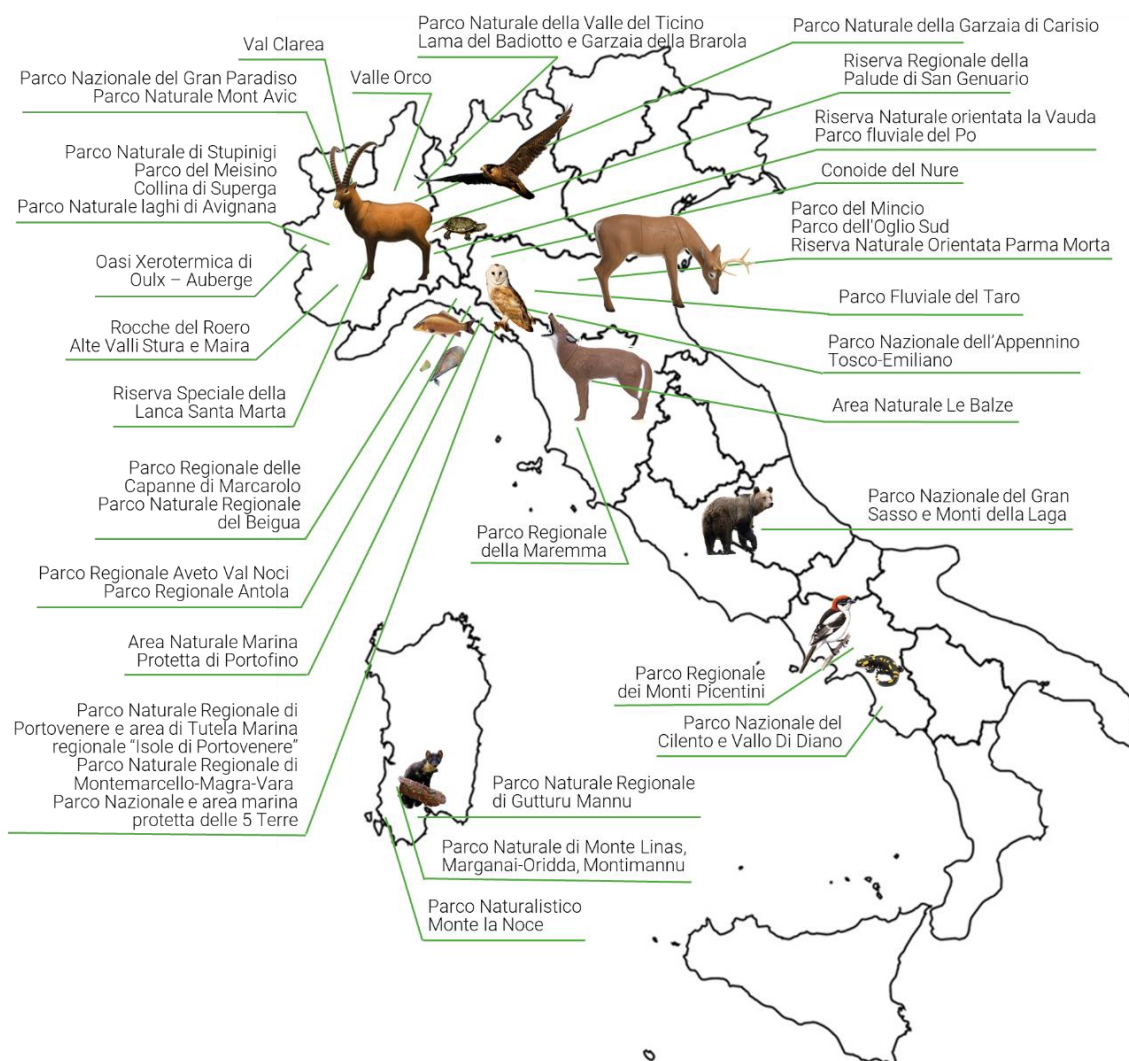 Val Clarea
Parco Nazionale del Gran Paradiso
Parco Naturale Mont Avic
Valle Orco
Parco Naturale della Valle del Ticino
Lama del Badiotto e Garzaia della Brarola
Parco Naturale della Garzaia di Carisio
Riserva Regionale della
Palude di San Genuario
Riserva Naturale orientata la Vauda
Parco fluviale del Po
Conoide del Nure
Parco del Mincio
Parco dell'Oglio Sud
Riserva Naturale Orientata Parma Morta
Parco Fluviale del Taro
Parco Nazionale dell'Appennino
Tosco-Emiliano
Area Naturale Le Balze
Parco Naturale di Stupinigi
Parco del Meisino
Collina di Superga
Parco Naturale laghi di Avignana
Oasi Xerotermica di
Oulx – Auberge
Rocche del Roero
Alte Valli Stura e Maira
Riserva Speciale della
Lanca Santa Marta
Parco Regionale delle
Capanne di Marcarolo
Parco Naturale Regionale
del Beigua
Parco Regionale Aveto Val Noci
Parco Regionale Antola
Area Naturale Marina
Protetta di Portofino
Parco Naturale Regionale di
Portovenere e area di Tutela Marina
regionale "Isole di Portovenere"
Parco Naturale Regionale di
Montemarcello-Magra-Vara
Parco Nazionale e area marina
protetta delle 5 Terre
Parco Regionale
della Maremma
Parco Nazionale del Gran
Sasso e Monti della Laga
Parco Regionale
dei Monti Picentini
Parco Nazionale del
Cilento e Vallo Di Diano
Parco Naturale Regionale
di Gutturu Mannu
Parco Naturale di Monte Linas,
Marganai-Oridda, Montimannu
Parco Naturalistico
Monte la Noce